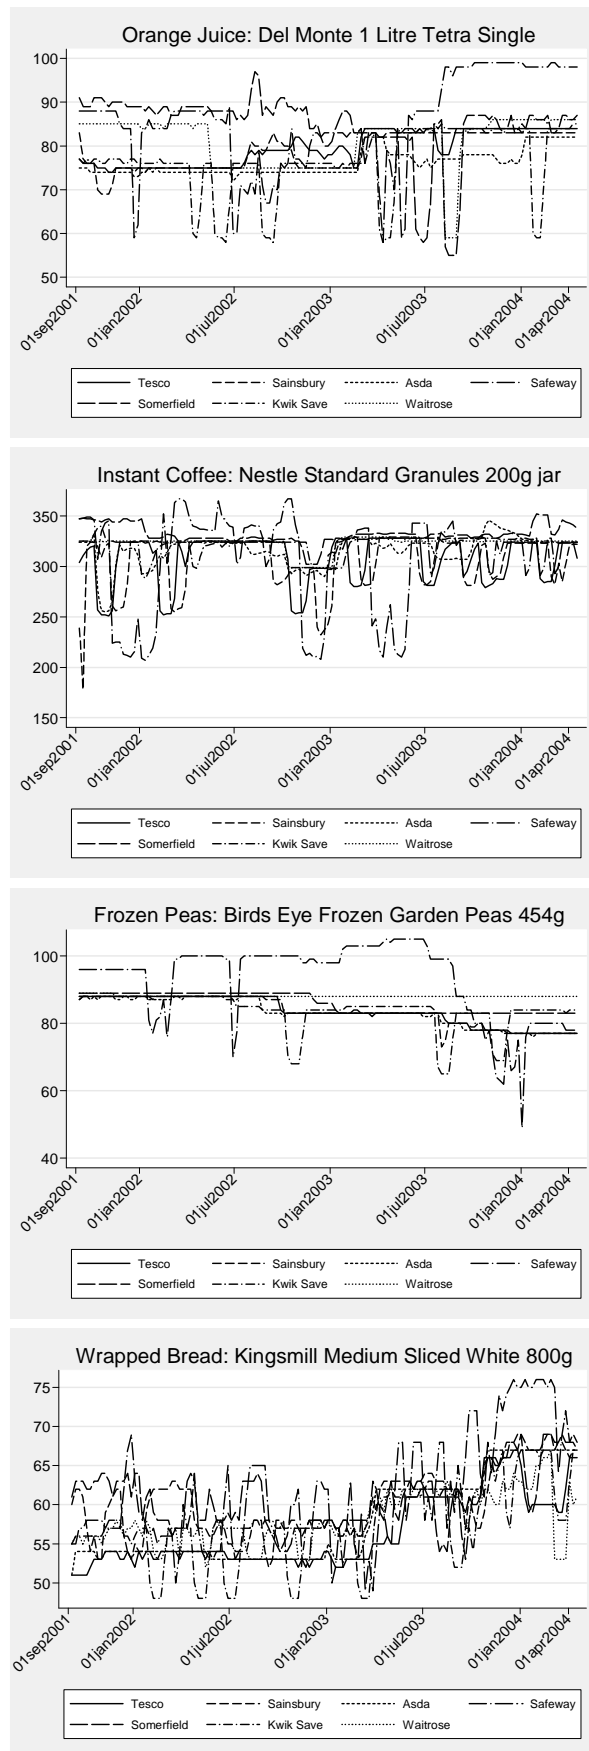 Orange Juice: Del Monte 1 Litre Tetra Single
100
90
80
70
60
50
01sep2001 01jan2002 01jul2002 01jan2003 01jul2003 01jan2004 01apr2004
Tesco Sainsbury Asda Safeway
Somerfield Kwik Save Waitrose
Instant Coffee: Nestle Standard Granules 200g jar
350
300
250
200
150
01sep2001 01jan2002 01jul2002 01jan2003 01jul2003 01jan2004 01apr2004
Tesco Sainsbury Asda Safeway
Somerfield Kwik Save Waitrose
Frozen Peas: Birds Eye Frozen Garden Peas 454g
100
80
60
40
01sep2001 01jan2002 01jul2002 01jan2003 01jul2003 01jan2004 01apr2004
Tesco Sainsbury Asda Safeway
Somerfield Kwik Save Waitrose
Wrapped Bread: Kingsmill Medium Sliced White 800g
75
70
65
60
55
50
01sep2001 01jan2002 01jul2002 01jan2003 01jul2003 01jan2004 01apr2004
Tesco Sainsbury Asda Safeway
Somerfield Kwik Save Waitrose